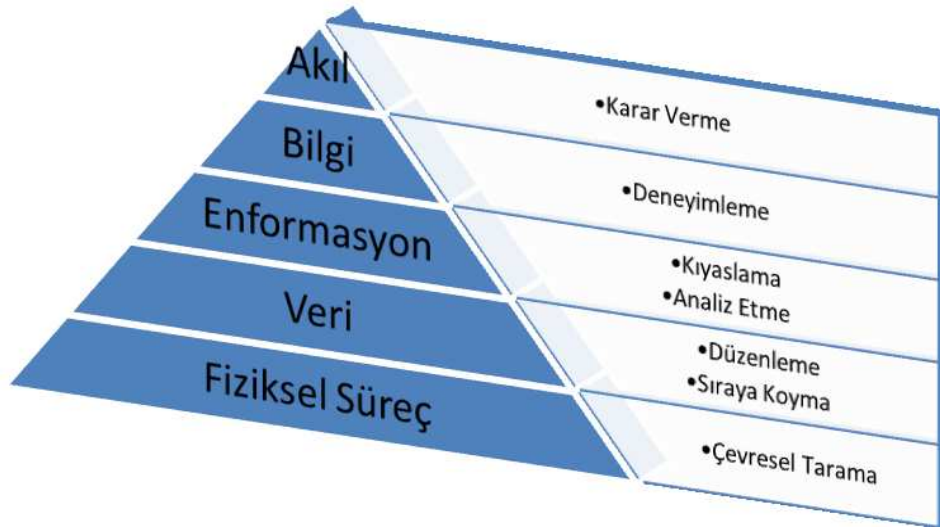 Akıl
•Karar Verme
Bilgi
•Deneyimleme
Enformasyon
•Kıyaslama
•Analiz Etme
Veri
•Düzenleme
•Sıraya Koyma
Fiziksel Süreç
•Çevresel Tarama